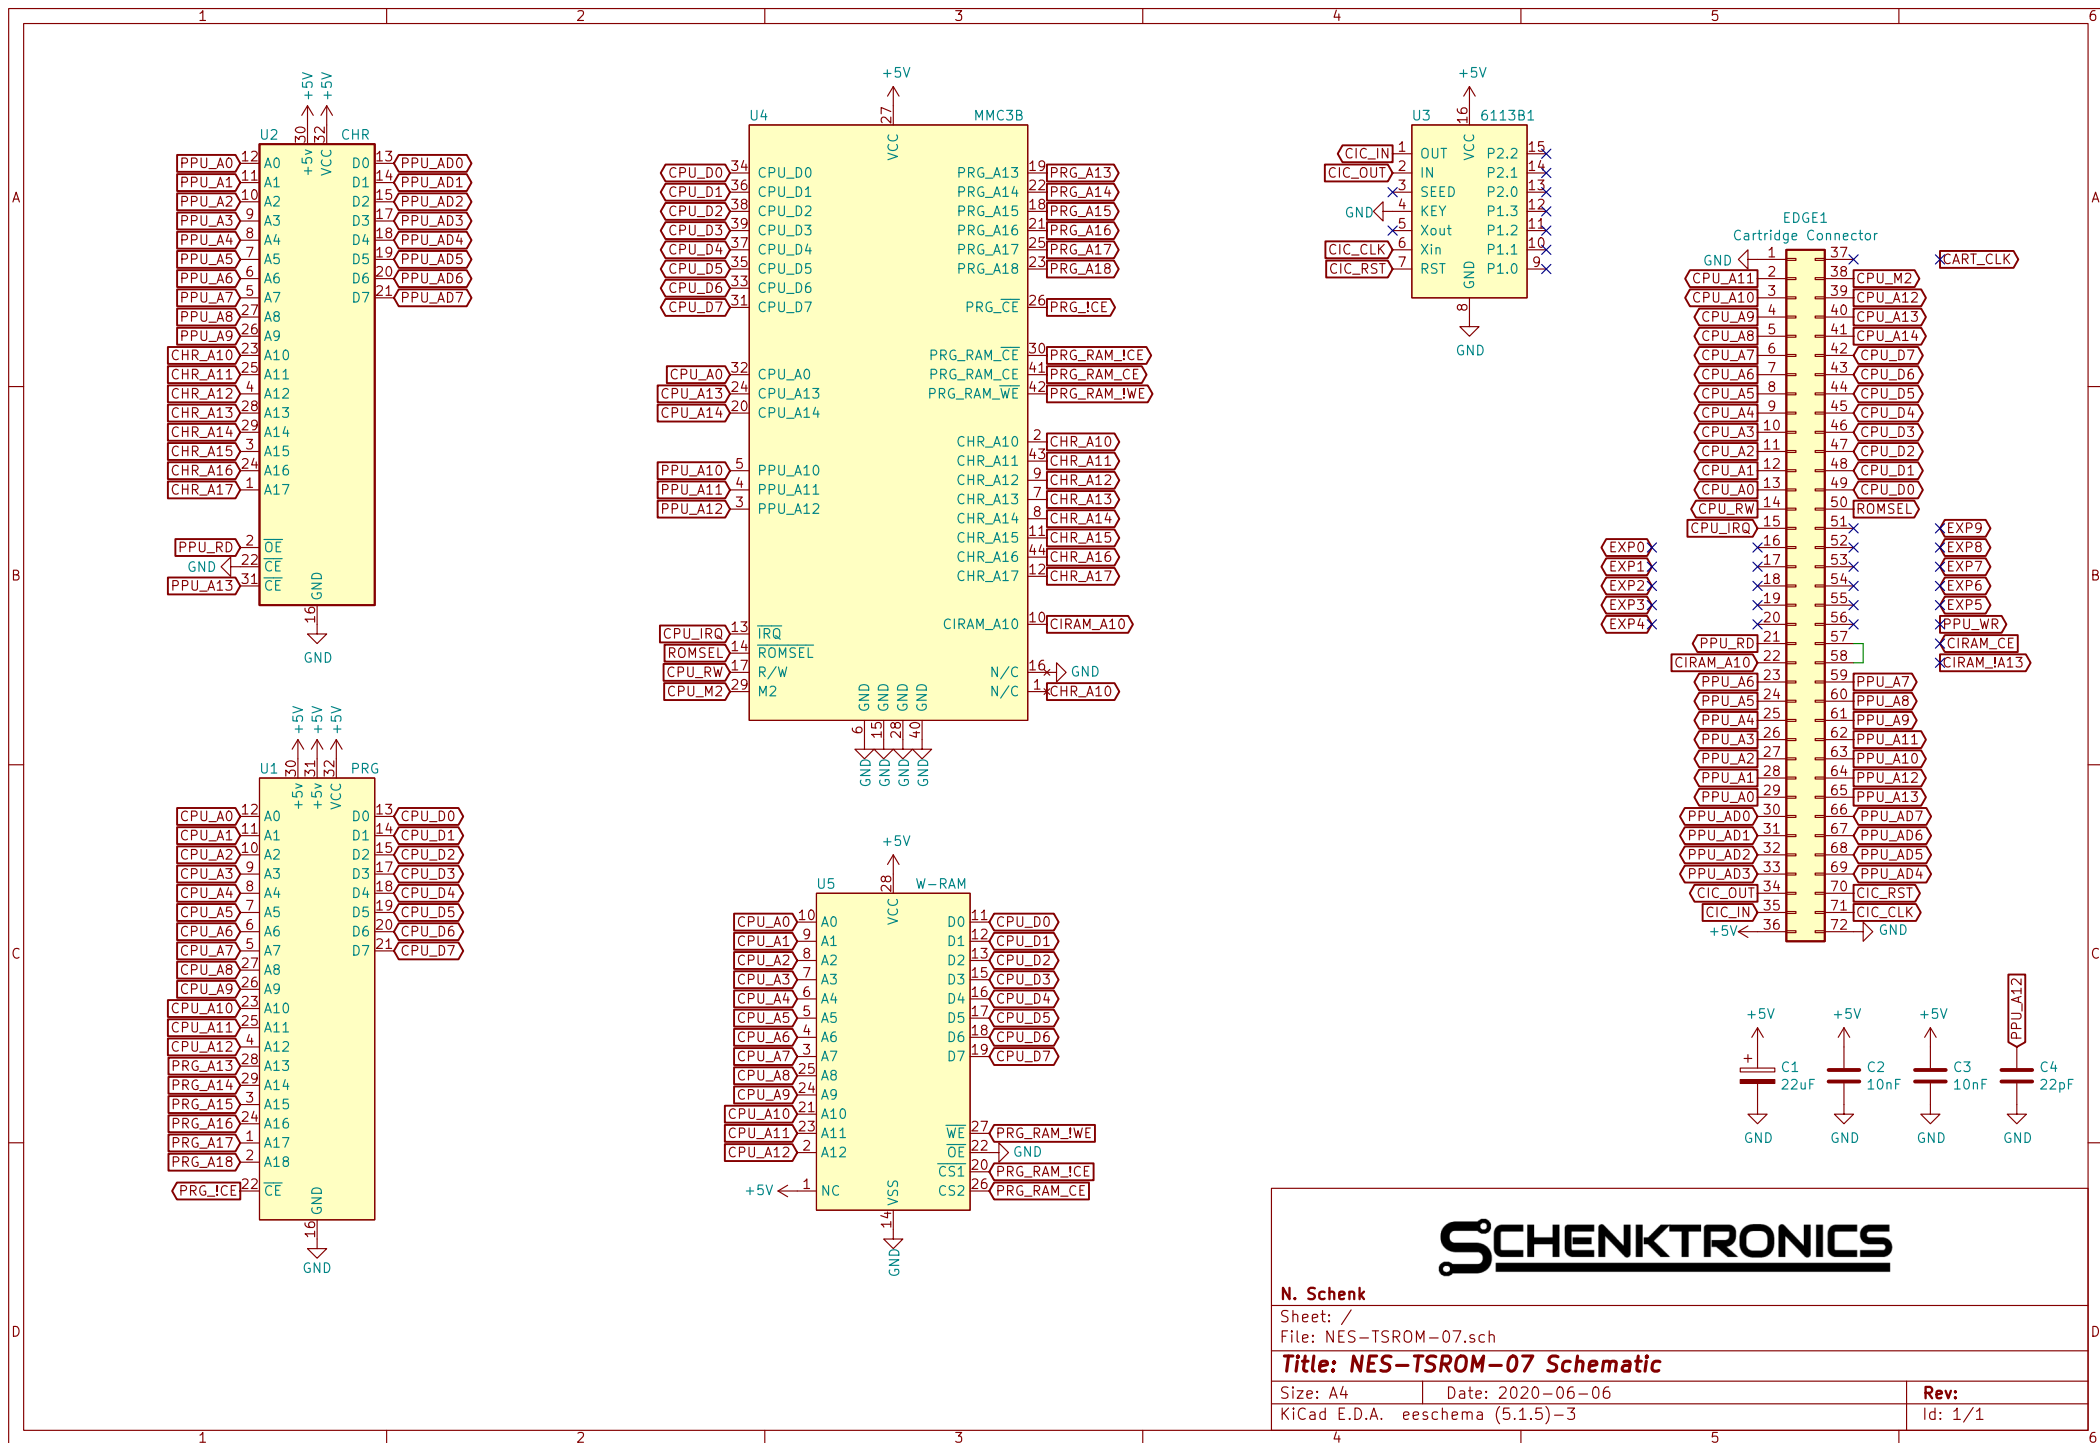 1 2 3 4 5 6
A A
B B
C C
D D
+5V +5V
30 32
U2 CHR
+5v VCC
PPU_A0 12 A0 D0 13 PPU_AD0
PPU_A1 11 A1 D1 14 PPU_AD1
PPU_A2 10 A2 D2 15 PPU_AD2
PPU_A3 9 A3 D3 17 PPU_AD3
PPU_A4 8 A4 D4 18 PPU_AD4
PPU_A5 7 A5 D5 19 PPU_AD5
PPU_A6 6 A6 D6 20 PPU_AD6
PPU_A7 5 A7 D7 21 PPU_AD7
PPU_A8 27 A8
PPU_A9 26 A9
CHR_A10 23 A10
CHR_A11 25 A11
CHR_A12 4 A12
CHR_A13 28 A13
CHR_A14 29 A14
CHR_A15 3 A15
CHR_A16 24 A16
CHR_A17 1 A17
PPU_RD 2 OE
GND 22 CE
PPU_A13 31 CE
GND
16
GND
+5V +5V +5V
30 31 32
U1 PRG
+5v +5v VCC
CPU_A0 12 A0 D0 13 CPU_D0
CPU_A1 11 A1 D1 14 CPU_D1
CPU_A2 10 A2 D2 15 CPU_D2
CPU_A3 9 A3 D3 17 CPU_D3
CPU_A4 8 A4 D4 18 CPU_D4
CPU_A5 7 A5 D5 19 CPU_D5
CPU_A6 6 A6 D6 20 CPU_D6
CPU_A7 5 A7 D7 21 CPU_D7
CPU_A8 27 A8
CPU_A9 26 A9
CPU_A10 23 A10
CPU_A11 25 A11
CPU_A12 4 A12
PRG_A13 28 A13
PRG_A14 29 A14
PRG_A15 3 A15
PRG_A16 24 A16
PRG_A17 1 A17
PRG_A18 2 A18
PRG_!CE 22 CE
GND
16
GND
+5V
27
U4 MMC3B
VCC
CPU_D0 34 CPU_D0 PRG_A13 19 PRG_A13
CPU_D1 36 CPU_D1 PRG_A14 22 PRG_A14
CPU_D2 38 CPU_D2 PRG_A15 18 PRG_A15
CPU_D3 39 CPU_D3 PRG_A16 21 PRG_A16
CPU_D4 37 CPU_D4 PRG_A17 25 PRG_A17
CPU_D5 35 CPU_D5 PRG_A18 23 PRG_A18
CPU_D6 33 CPU_D6
CPU_D7 31 CPU_D7 PRG_CE 26 PRG_!CE
PRG_RAM_CE 30 PRG_RAM_!CE
CPU_A0 32 CPU_A0 PRG_RAM_CE 41 PRG_RAM_CE
CPU_A13 24 CPU_A13 PRG_RAM_WE 42 PRG_RAM_!WE
CPU_A14 20 CPU_A14
CHR_A10 2 CHR_A10
CHR_A11 43 CHR_A11
PPU_A10 5 PPU_A10 CHR_A12 9 CHR_A12
PPU_A11 4 PPU_A11 CHR_A13 7 CHR_A13
PPU_A12 3 PPU_A12 CHR_A14 8 CHR_A14
CHR_A15 11 CHR_A15
CHR_A16 44 CHR_A16
CHR_A17 12 CHR_A17
CIRAM_A10 10 CIRAM_A10
CPU_IRQ 13 IRQ
ROMSEL 14 ROMSEL
CPU_RW 17 R/W N/C 16 GND
CPU_M2 29 M2 N/C 1 CHR_A10
GND GND GND GND
6 15 28 40
GND GND GND GND
+5V
28
U5 W-RAM
VCC
CPU_A0 10 A0 D0 11 CPU_D0
CPU_A1 9 A1 D1 12 CPU_D1
CPU_A2 8 A2 D2 13 CPU_D2
CPU_A3 7 A3 D3 15 CPU_D3
CPU_A4 6 A4 D4 16 CPU_D4
CPU_A5 5 A5 D5 17 CPU_D5
CPU_A6 4 A6 D6 18 CPU_D6
CPU_A7 3 A7 D7 19 CPU_D7
CPU_A8 25 A8
CPU_A9 24 A9
CPU_A10 21 A10
CPU_A11 23 A11 WE 27 PRG_RAM_!WE
CPU_A12 2 A12 OE 22 GND
CS1 20 PRG_RAM_!CE
+5V 1 NC CS2 26 PRG_RAM_CE
VSS
14
GND
+5V
16
U3 6113B1
VCC
CIC_IN 1 OUT P2.2 15
CIC_OUT 2 IN P2.1 14
3 SEED P2.0 13
GND 4 KEY P1.3 12
5 Xout P1.2 11
CIC_CLK 6 Xin P1.1 10
CIC_RST 7 RST P1.0 9
GND
8
GND
EDGE1
Cartridge Connector
GND 1 37 CART_CLK
CPU_A11 2 38 CPU_M2
CPU_A10 3 39 CPU_A12
CPU_A9 4 40 CPU_A13
CPU_A8 5 41 CPU_A14
CPU_A7 6 42 CPU_D7
CPU_A6 7 43 CPU_D6
CPU_A5 8 44 CPU_D5
CPU_A4 9 45 CPU_D4
CPU_A3 10 46 CPU_D3
CPU_A2 11 47 CPU_D2
CPU_A1 12 48 CPU_D1
CPU_A0 13 49 CPU_D0
CPU_RW 14 50 ROMSEL
CPU_IRQ 15 51 EXP9
EXP0 16 52 EXP8
EXP1 17 53 EXP7
EXP2 18 54 EXP6
EXP3 19 55 EXP5
EXP4 20 56 PPU_WR
PPU_RD 21 57 CIRAM_CE
CIRAM_A10 22 58 CIRAM_!A13
PPU_A6 23 59 PPU_A7
PPU_A5 24 60 PPU_A8
PPU_A4 25 61 PPU_A9
PPU_A3 26 62 PPU_A11
PPU_A2 27 63 PPU_A10
PPU_A1 28 64 PPU_A12
PPU_A0 29 65 PPU_A13
PPU_AD0 30 66 PPU_AD7
PPU_AD1 31 67 PPU_AD6
PPU_AD2 32 68 PPU_AD5
PPU_AD3 33 69 PPU_AD4
CIC_OUT 34 70 CIC_RST
CIC_IN 35 71 CIC_CLK
+5V 36 72 GND
+5V +5V +5V PPU_A12
+ C1 C2 C3 C4
22uF 10nF 10nF 22pF
GND GND GND GND
SCHENKTRONICS
N. Schenk
Sheet: /
File: NES-TSROM-07.sch
Title: NES-TSROM-07 Schematic
Size: A4 Date: 2020-06-06 Rev:
KiCad E.D.A. eeschema (5.1.5)-3 Id: 1/1
1 2 3 4 5 6